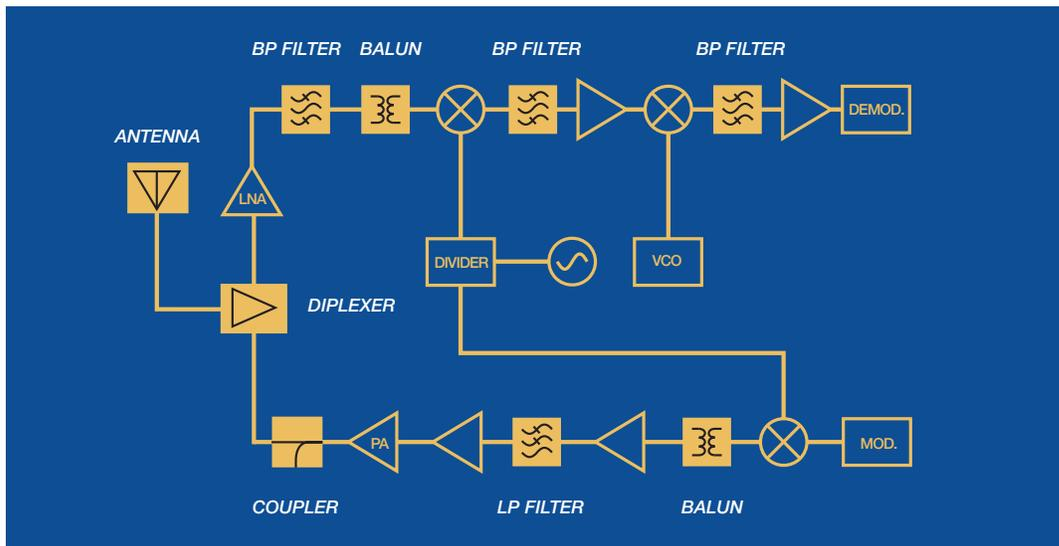 BP FILTER BALUN BP FILTER BP FILTER
DEMOD.
ANTENNA
LNA
DIVIDER VCO
DIPLEXER
PA MOD.
COUPLER LP FILTER BALUN